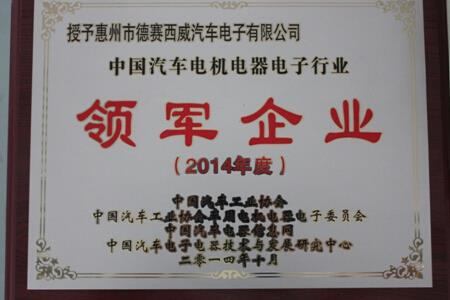 授予惠州市德赛西威汽车电子有限公司
中国汽车电机电器电子行业
领军企业
(2014年度)
中国汽车工业协会
中国汽车工业协会车用电机电器电子委员会
中国汽车电器信息网
中国汽车电子电器技术与发展研究中心
二零一四年十月